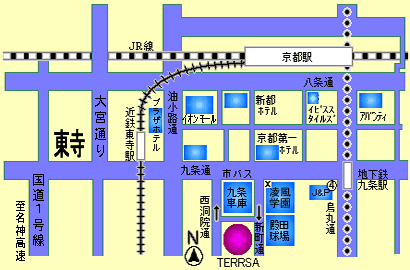 JR線
京都駅
八条通
大宮通り
近鉄東寺駅
プラザホテル
油小路通
イオンモール
新都
ホテル
イビス
スタイルズ
アバンティ
東寺
京都第一
ホテル
九条通
市バス
九条
車庫
×
陵風
学園
J&P
④
地下鉄
九条駅
国道1号線
至名神高速
西洞院通
↑
↓
新町通
殿田
球場
烏丸通
N
TERRSA